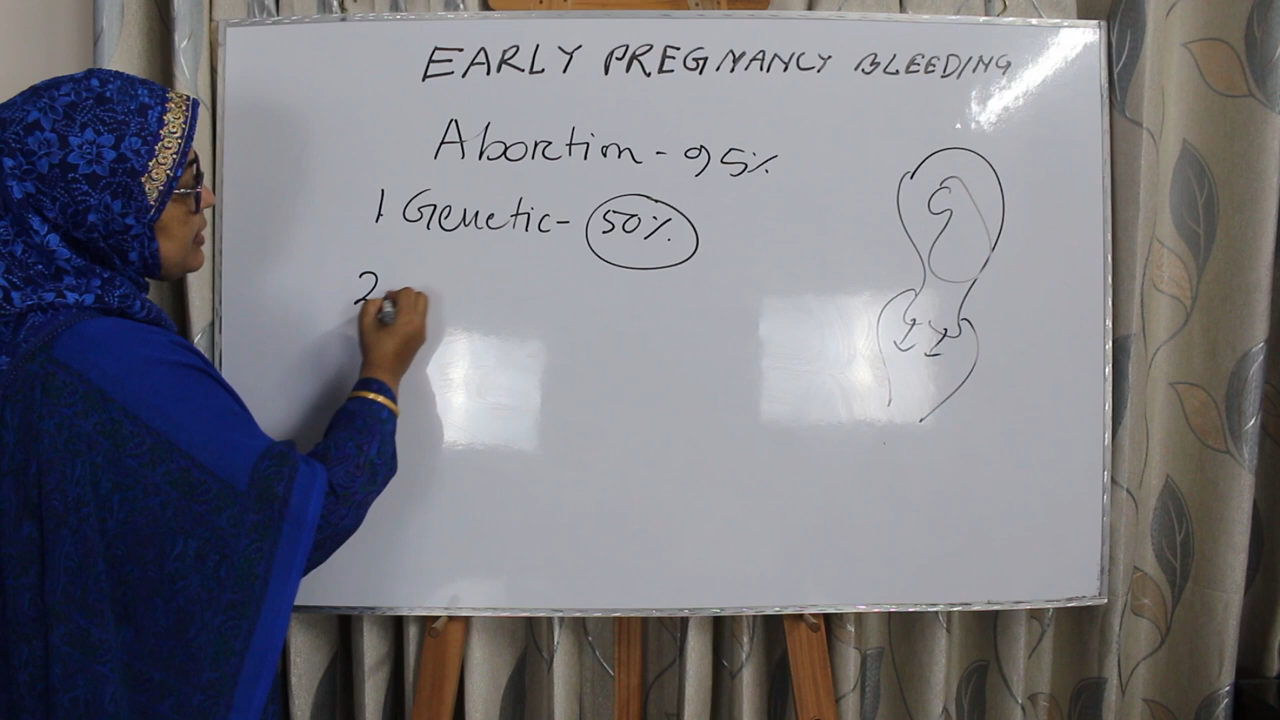 EARLY PREGNANCY BLEEDING
Abortion - 95%
1 Genetic - 50%
2